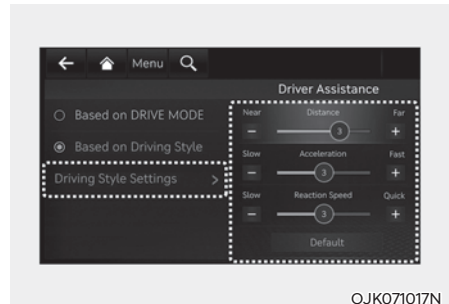 Menu
Driver Assistance
Based on DRIVE MODE
Based on Driving Style
Driving Style Settings >
Near Distance Far
− 3 +
Slow Acceleration Fast
− 3 +
Slow Reaction Speed Quick
− 3 +
Default
OJK071017N